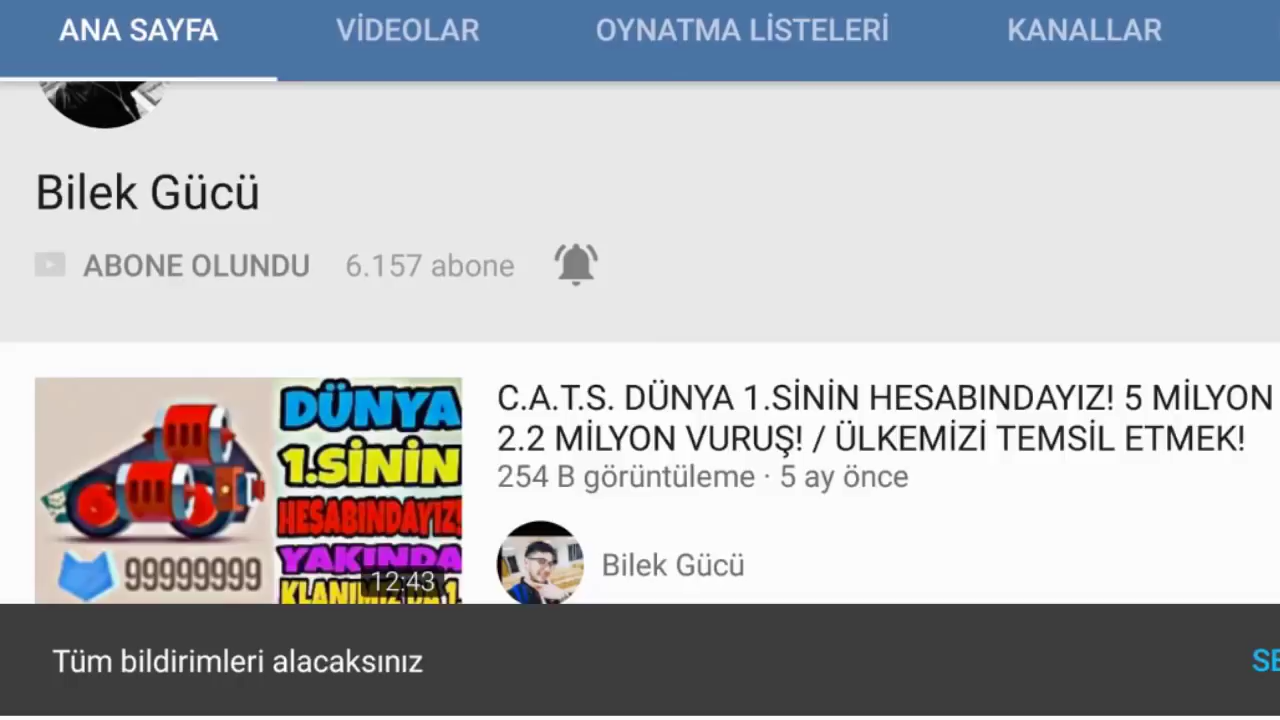 ANA SAYFA VİDEOLAR OYNATMA LİSTELERİ KANALLAR
Bilek Gücü
ABONE OLUNDU 6.157 abone
DÜNYA
1.SİNİN
HESABINDAYIZ!
YAKINDA
99999999
12:43
C.A.T.S. DÜNYA 1.SİNİN HESABINDAYIZ! 5 MİLYON
2.2 MİLYON VURUŞ! / ÜLKEMİZİ TEMSİL ETMEK!
254 B görüntüleme · 5 ay önce
Bilek Gücü
Tüm bildirimleri alacaksınız